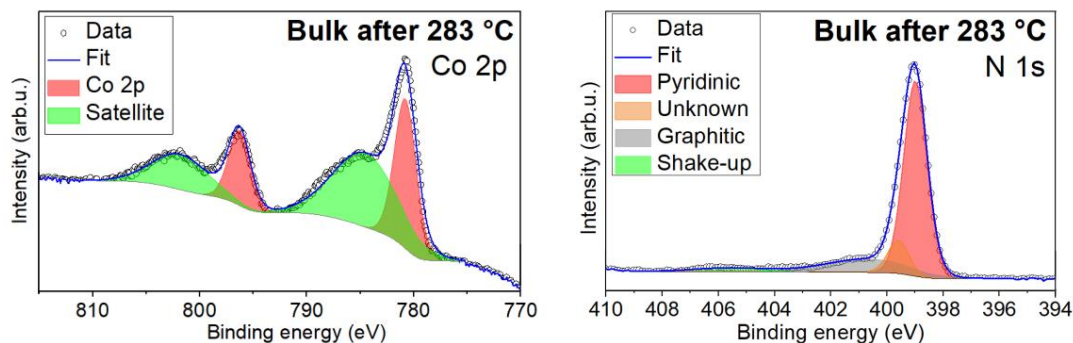 Data
Fit
Co 2p
Satellite
Bulk after 283 °C
Co 2p
Intensity (arb.u.)
810 800 790 780 770
Binding energy (eV)
Data
Fit
Pyridinic
Unknown
Graphitic
Shake-up
Bulk after 283 °C
N 1s
Intensity (arb.u.)
410 408 406 404 402 400 398 396 394
Binding energy (eV)